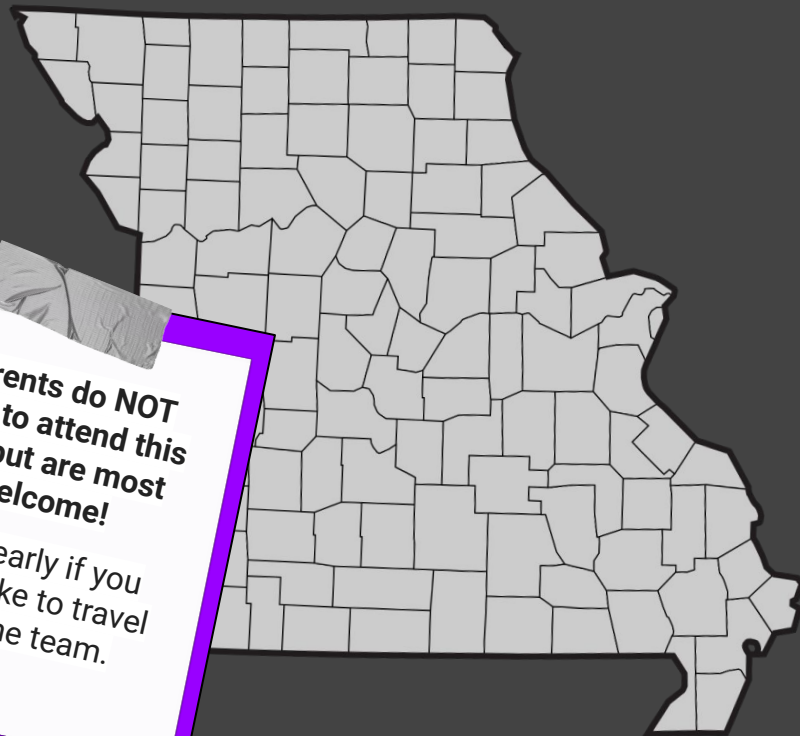 rents do NOT
to attend this
but are most
elcome!
early if you
ke to travel
he team.